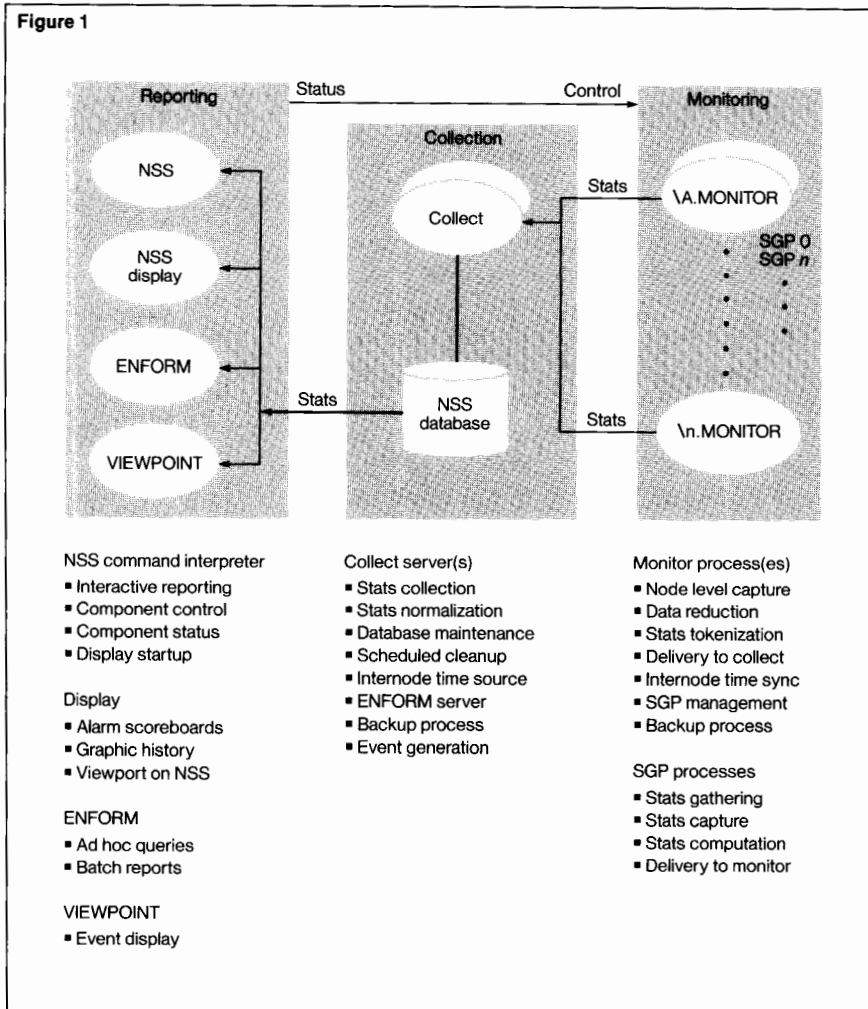 Figure 1
Reporting
Status
Control
Monitoring
Collection
NSS
NSS
display
ENFORM
VIEWPOINT
Stats
Collect
NSS
database
Stats
\A.MONITOR
SGP 0
SGP n
Stats
\n.MONITOR
NSS command interpreter
▪ Interactive reporting
▪ Component control
▪ Component status
▪ Display startup
Display
▪ Alarm scoreboards
▪ Graphic history
▪ Viewport on NSS
ENFORM
▪ Ad hoc queries
▪ Batch reports
VIEWPOINT
▪ Event display
Collect server(s)
▪ Stats collection
▪ Stats normalization
▪ Database maintenance
▪ Scheduled cleanup
▪ Internode time source
▪ ENFORM server
▪ Backup process
▪ Event generation
Monitor process(es)
▪ Node level capture
▪ Data reduction
▪ Stats tokenization
▪ Delivery to collect
▪ Internode time sync
▪ SGP management
▪ Backup process
SGP processes
▪ Stats gathering
▪ Stats capture
▪ Stats computation
▪ Delivery to monitor